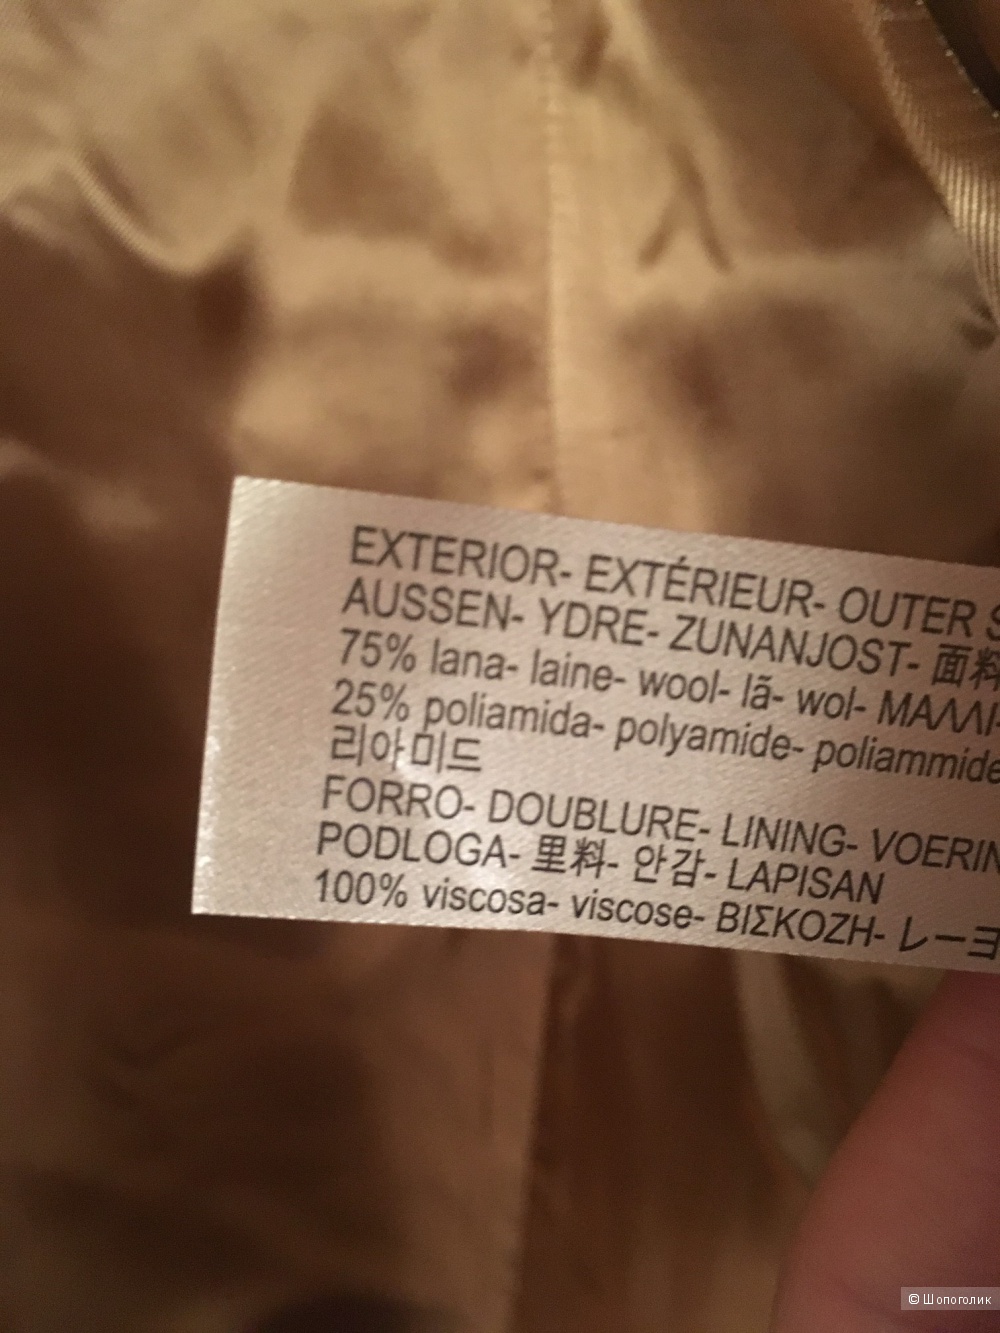 EXTERIOR- EXTÉRIEUR- OUTER
AUSSEN- YDRE- ZUNANJOST- 面料
75% lana- laine- wool- lã- wol- ΜΑΛΛΙ
25% poliamida- polyamide- poliammide
리아미드
FORRO- DOUBLURE- LINING- VOERIN
PODLOGA- 里料- 안감- LAPISAN
100% viscosa- viscose- ΒΙΣΚΟΖΗ- レーヨ
© Шопоголик